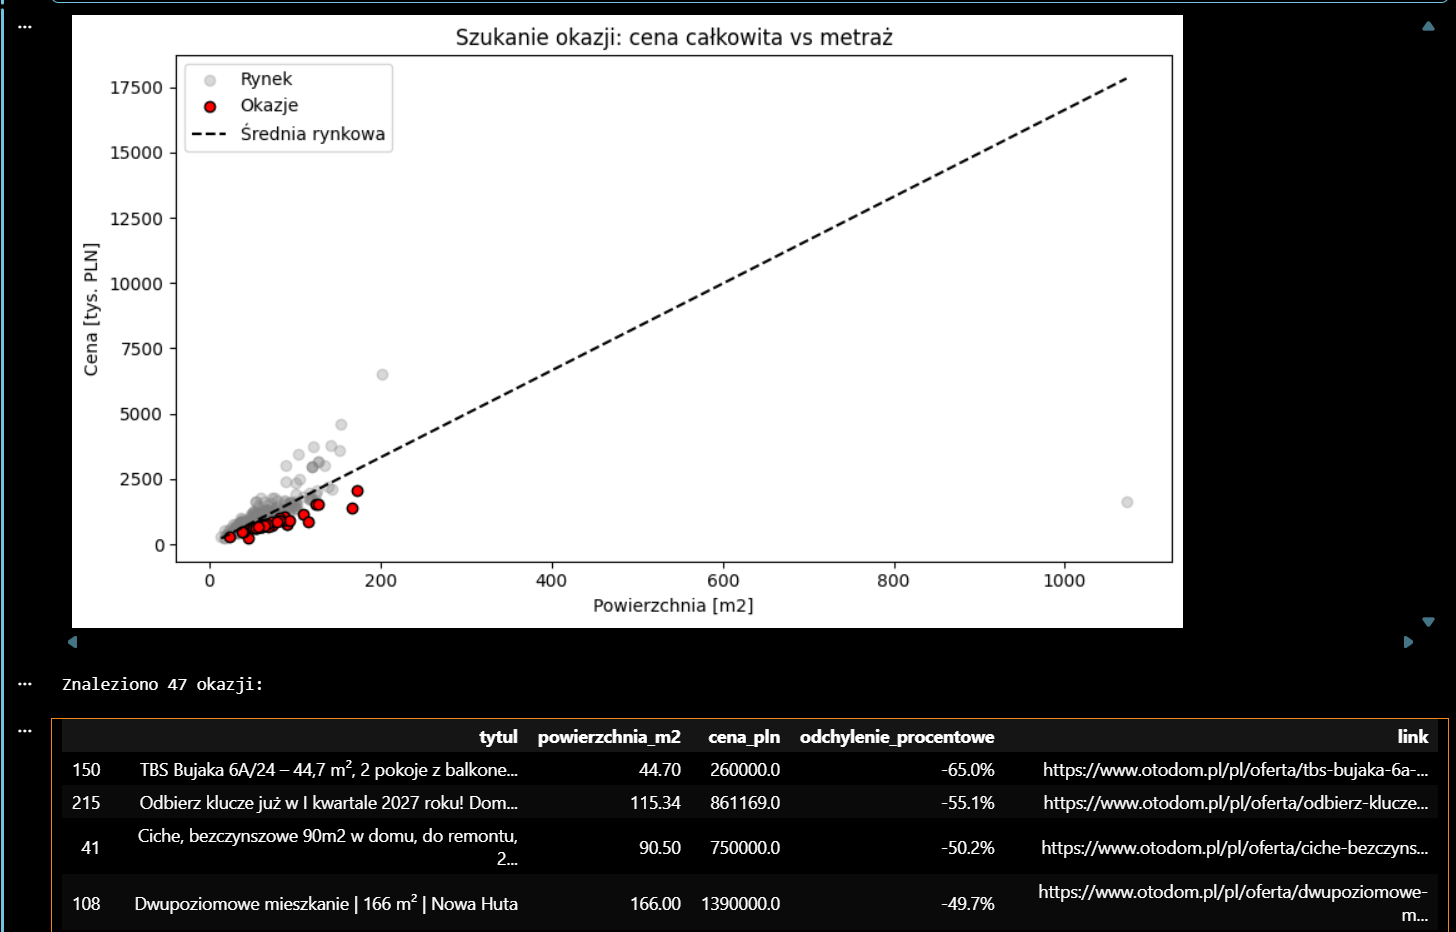 ...
Szukanie okazji: cena całkowita vs metraż
Rynek
Okazje
Średnia rynkowa
17500
15000
12500
10000
7500
5000
2500
0
Cena [tys. PLN]
0 200 400 600 800 1000
Powierzchnia [m2]
...
Znaleziono 47 okazji:
...
tytul powierzchnia_m2 cena_pln odchylenie_procentowe link
150 TBS Bujaka 6A/24 – 44,7 m², 2 pokoje z balkone... 44.70 260000.0 -65.0% https://www.otodom.pl/pl/oferta/tbs-bujaka-6a-...
215 Odbierz klucze już w I kwartale 2027 roku! Dom... 115.34 861169.0 -55.1% https://www.otodom.pl/pl/oferta/odbierz-klucze...
41 Ciche, bezczynszowe 90m2 w domu, do remontu,
2... 90.50 750000.0 -50.2% https://www.otodom.pl/pl/oferta/ciche-bezczyns...
108 Dwupoziomowe mieszkanie | 166 m² | Nowa Huta 166.00 1390000.0 -49.7% https://www.otodom.pl/pl/oferta/dwupoziomowe-
m...